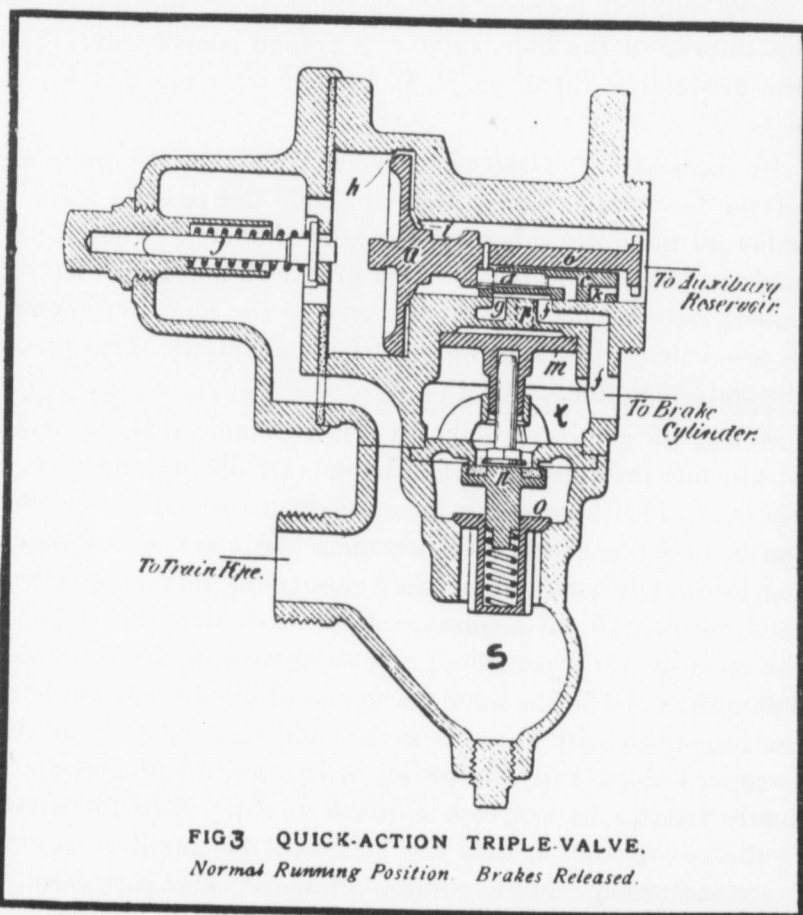 h
j
a
l
b
To Auxiliary
Reservoir.
d
c
x
g
p
f
m
f
t
To Brake
Cylinder.
n
o
To Train Pipe.
S
FIG 3 QUICK-ACTION TRIPLE-VALVE.
Normal Running Position. Brakes Released.